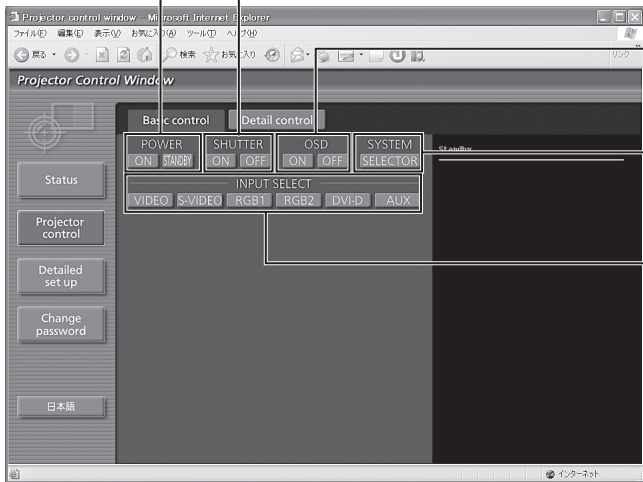 Projector control window - Microsoft Internet Explorer
ファイル(F) 編集(E) 表示(V) お気に入り(A) ツール(T) ヘルプ(H)
戻る 検索 お気に入り リンク
Projector Control Window
Basic control Detail control
POWER SHUTTER OSD SYSTEM
ON STANDBY ON OFF ON OFF SELECTOR
Standby
INPUT SELECT
VIDEO S-VIDEO RGB1 RGB2 DVI-D AUX
Status
Projector
control
Detailed
set up
Change
password
日本語
インターネット